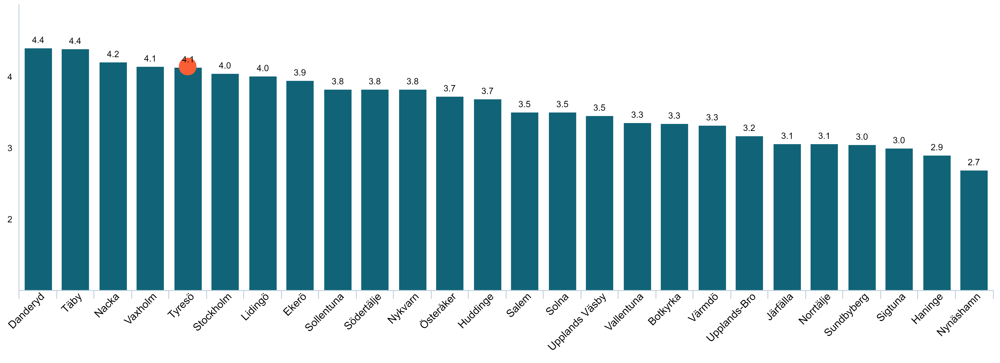 4.4
4.4
4.2
4.1
4.1
4.0
4.0
3.9
3.8
3.8
3.8
3.7
3.7
3.5
3.5
3.5
3.3
3.3
3.3
3.2
3.1
3.1
3.0
3.0
2.9
2.7
4
3
2
Danderyd
Täby
Nacka
Vaxholm
Tyresö
Stockholm
Lidingö
Ekerö
Sollentuna
Södertälje
Nykvarn
Österåker
Huddinge
Salem
Solna
Upplands Väsby
Vallentuna
Botkyrka
Värmdö
Upplands-Bro
Järfälla
Norrtälje
Sundbyberg
Sigtuna
Haninge
Nynäshamn